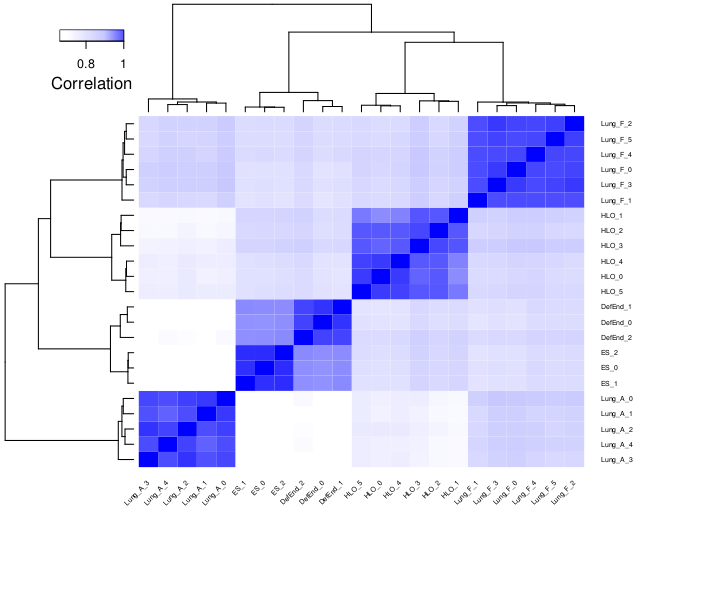 0.8 1
Correlation
Lung_F_2
Lung_F_5
Lung_F_4
Lung_F_0
Lung_F_3
Lung_F_1
HLO_1
HLO_2
HLO_3
HLO_4
HLO_0
HLO_5
DefEnd_1
DefEnd_0
DefEnd_2
ES_2
ES_0
ES_1
Lung_A_0
Lung_A_1
Lung_A_2
Lung_A_4
Lung_A_3
Lung_A_3 Lung_A_4 Lung_A_2 Lung_A_1 Lung_A_0 ES_1 ES_0 ES_2 DefEnd_2 DefEnd_0 DefEnd_1 HLO_5 HLO_0 HLO_4 HLO_3 HLO_2 HLO_1 Lung_F_1 Lung_F_3 Lung_F_0 Lung_F_4 Lung_F_5 Lung_F_2